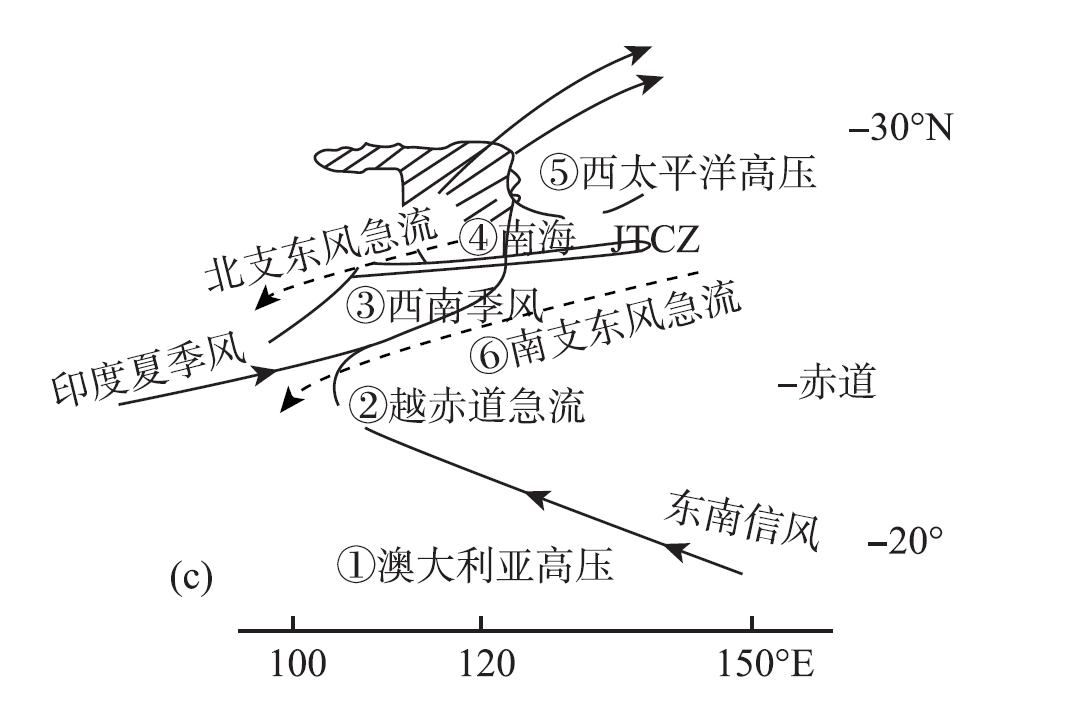 –30°N
⑤西太平洋高压
北支东风急流
④南海
JTCZ
③西南季风
⑥南支东风急流
印度夏季风
–赤道
②越赤道急流
东南信风
–20°
①澳大利亚高压
(c)
100 120 150°E